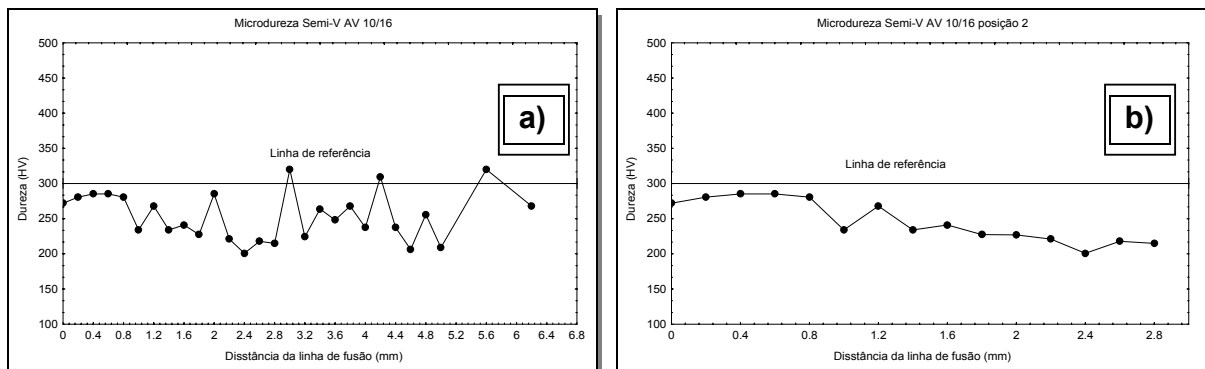 Microdureza Semi-V AV 10/16
500
450
400
350
300
250
200
150
100
Dureza (HV)
a)
Linha de referência
0 0.4 0.8 1.2 1.6 2 2.4 2.8 3.2 3.6 4 4.4 4.8 5.2 5.6 6 6.4 6.8
Disstância da linha de fusão (mm)
Microdureza Semi-V AV 10/16 posição 2
500
450
400
350
300
250
200
150
100
Dureza (HV)
b)
Linha de referência
0 0.4 0.8 1.2 1.6 2 2.4 2.8
Disstância da linha de fusão (mm)